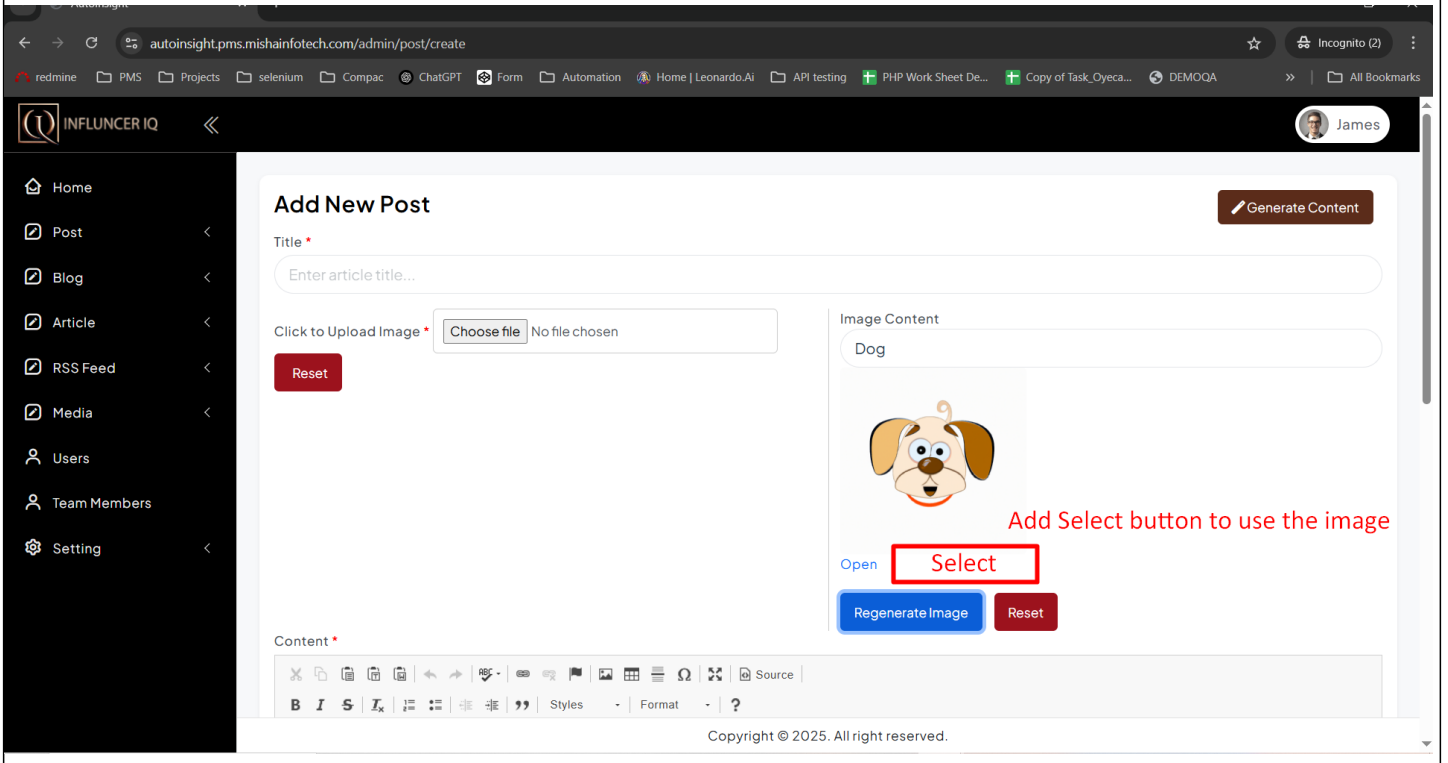 AutoInsight
autoinsight.pms.mishainfotech.com/admin/post/create
Incognito (2)
redmine PMS Projects selenium Compac ChatGPT Form Automation Home | Leonardo.Ai API testing PHP Work Sheet De... Copy of Task_Oyeca... DEMOQA » All Bookmarks
INFLUNCER IQ
James
Home
Post
Blog
Article
RSS Feed
Media
Users
Team Members
Setting
Add New Post
Generate Content
Title *
Enter article title...
Click to Upload Image *
Choose file No file chosen
Reset
Image Content
Dog
Add Select button to use the image
Open
Select
Regenerate Image
Reset
Content *
Source
Styles
Format
Copyright © 2025. All right reserved.